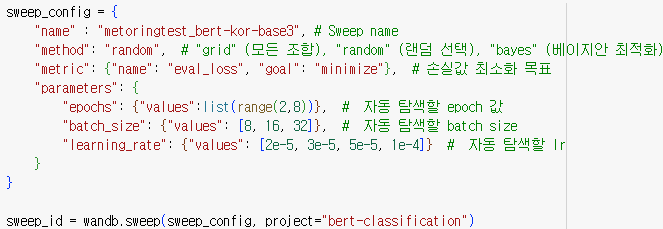 sweep_config = {
    "name" : "metoringtest_bert-kor-base3", # Sweep name
    "method": "random",  # "grid" (모든 조합), "random" (랜덤 선택), "bayes" (베이지안 최적화)
    "metric": {"name": "eval_loss", "goal": "minimize"},  # 손실값 최소화 목표
    "parameters": {
        "epochs": {"values":list(range(2,8))},  #  자동 탐색할 epoch 값
        "batch_size": {"values": [8, 16, 32]},  #  자동 탐색할 batch size
        "learning_rate": {"values": [2e-5, 3e-5, 5e-5, 1e-4]}  #  자동 탐색할 lr
    }
}
sweep_id = wandb.sweep(sweep_config, project="bert-classification")